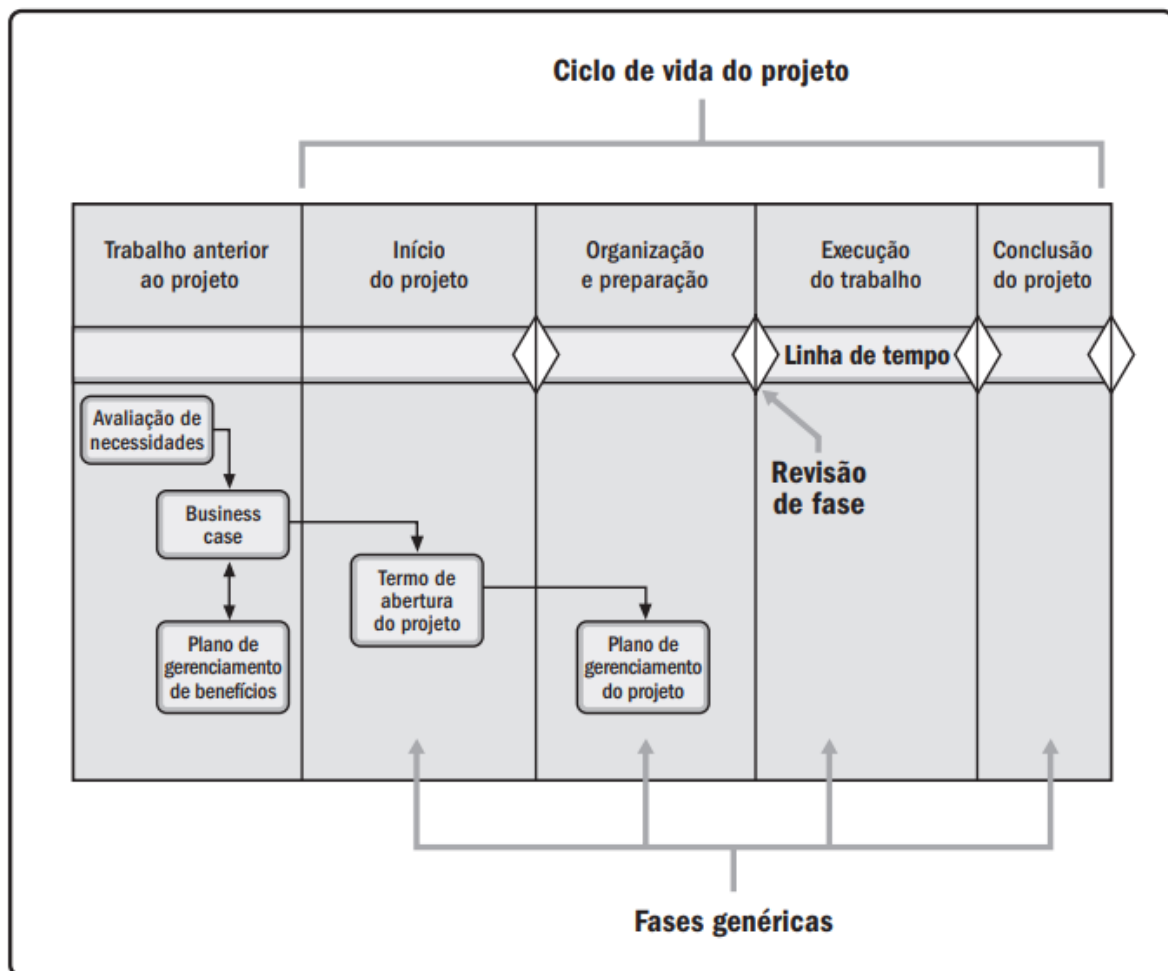 Ciclo de vida do projeto
Trabalho anterior
ao projeto
Início
do projeto
Organização
e preparação
Execução
do trabalho
Conclusão
do projeto
Linha de tempo
Avaliação de
necessidades
Business
case
Plano de
gerenciamento
de benefícios
Termo de
abertura
do projeto
Plano de
gerenciamento
do projeto
Revisão
de fase
Fases genéricas